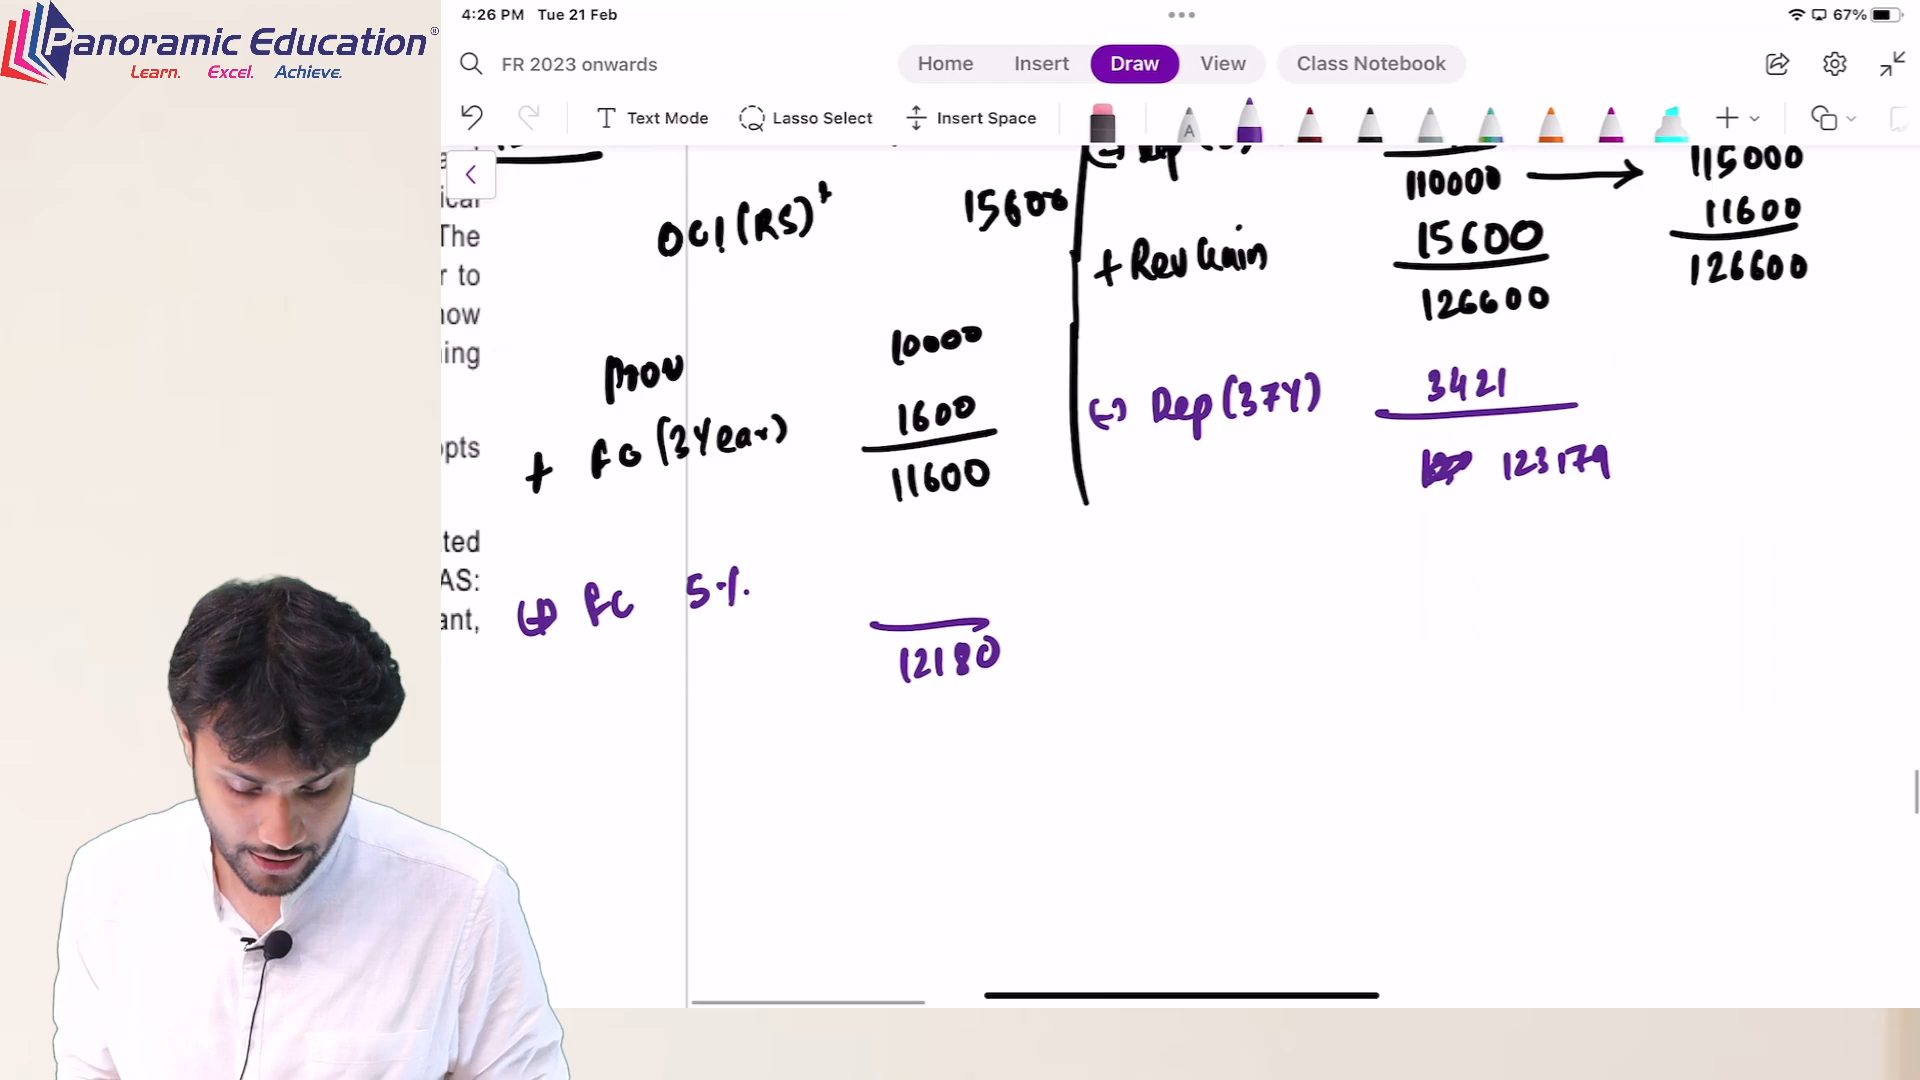 Panoramic Education®
Learn. Excel. Achieve.
4:26 PM Tue 21 Feb
67%
FR 2023 onwards
Home Insert Draw View Class Notebook
Text Mode
Lasso Select
Insert Space
A
The
r to
now
ing
pts
ted
AS:
ant,
OCI (RS)+ 15600
Prov 10000
+ FC (3 Year) 1600
11600
(+) FC 5%
12180
(-) Dep
110000 → 115000
11600
+ Rev Gain 15600
126600
126600
(-) Dep (37Y) 3421
123179